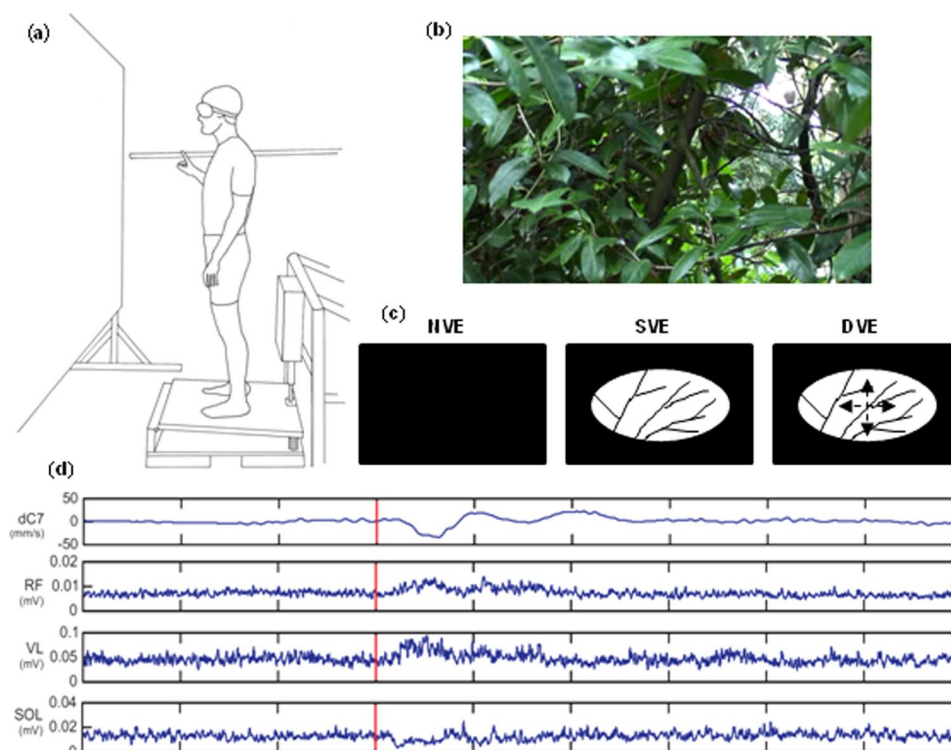 (a)
(b)
(c)
NVE SVE DVE
(d)
50
dC7 0
(mm/s)
-50
0.02
RF 0.01
(mV)
0
0.1
VL 0.05
(mV)
0
0.04
SOL 0.02
(mV)
0